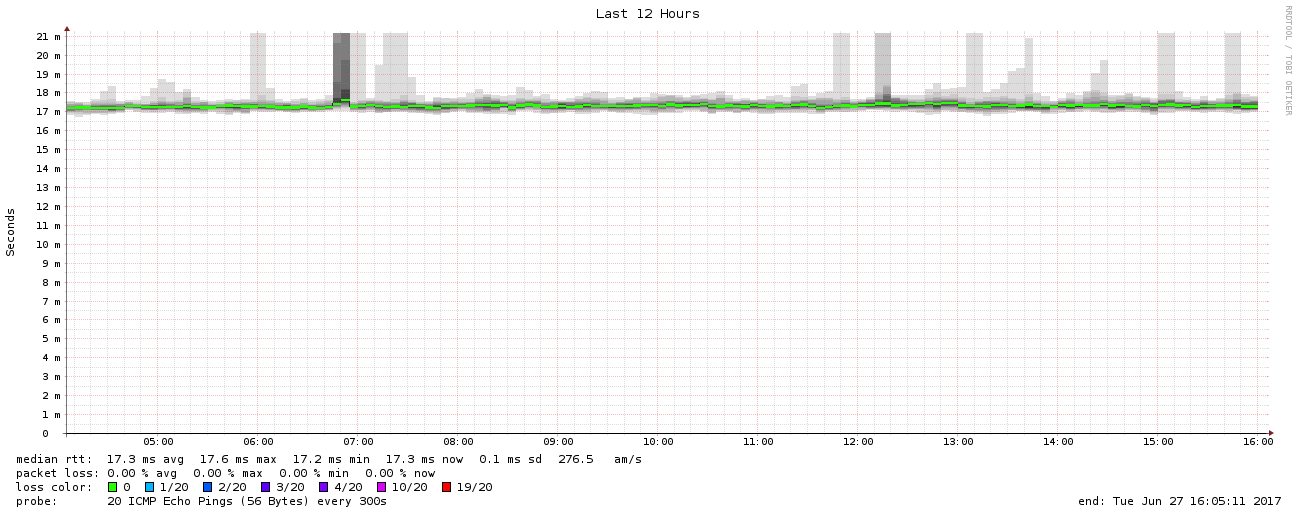 Last 12 Hours
RRDTOOL / TOBI OETIKER
Seconds
21 m
20 m
19 m
18 m
17 m
16 m
15 m
14 m
13 m
12 m
11 m
10 m
9 m
8 m
7 m
6 m
5 m
4 m
3 m
2 m
1 m
0
05:00 06:00 07:00 08:00 09:00 10:00 11:00 12:00 13:00 14:00 15:00 16:00
median rtt: 17.3 ms avg 17.6 ms max 17.2 ms min 17.3 ms now 0.1 ms sd 276.5 am/s
packet loss: 0.00 % avg 0.00 % max 0.00 % min 0.00 % now
loss color: 0 1/20 2/20 3/20 4/20 10/20 19/20
probe: 20 ICMP Echo Pings (56 Bytes) every 300s end: Tue Jun 27 16:05:11 2017